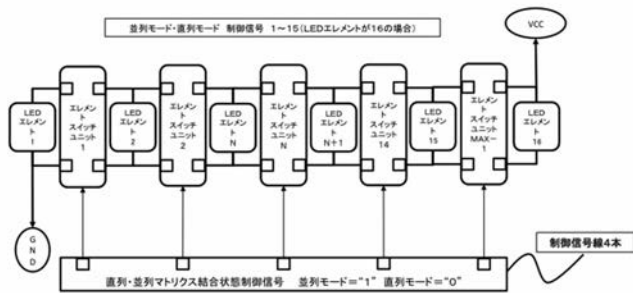 並列モード・直列モード 制御信号 1～15(LEDエレメントが16の場合)
VCC
LED
エレメ
ント
1
エレメ
ント
スイッチ
ユニット
1
LED
エレメ
ント
2
エレメ
ント
スイッチ
ユニット
2
LED
エレメ
ント
N
エレメ
ント
スイッチ
ユニット
N
LED
エレメ
ント
N+1
エレメ
ント
スイッチ
ユニット
14
LED
エレメ
ント
15
エレメ
ント
スイッチ
ユニット
MAX－
1
LED
エレメ
ント
16
GND
制御信号線4本
直列・並列マトリクス結合状態制御信号 並列モード="1" 直列モード="0"